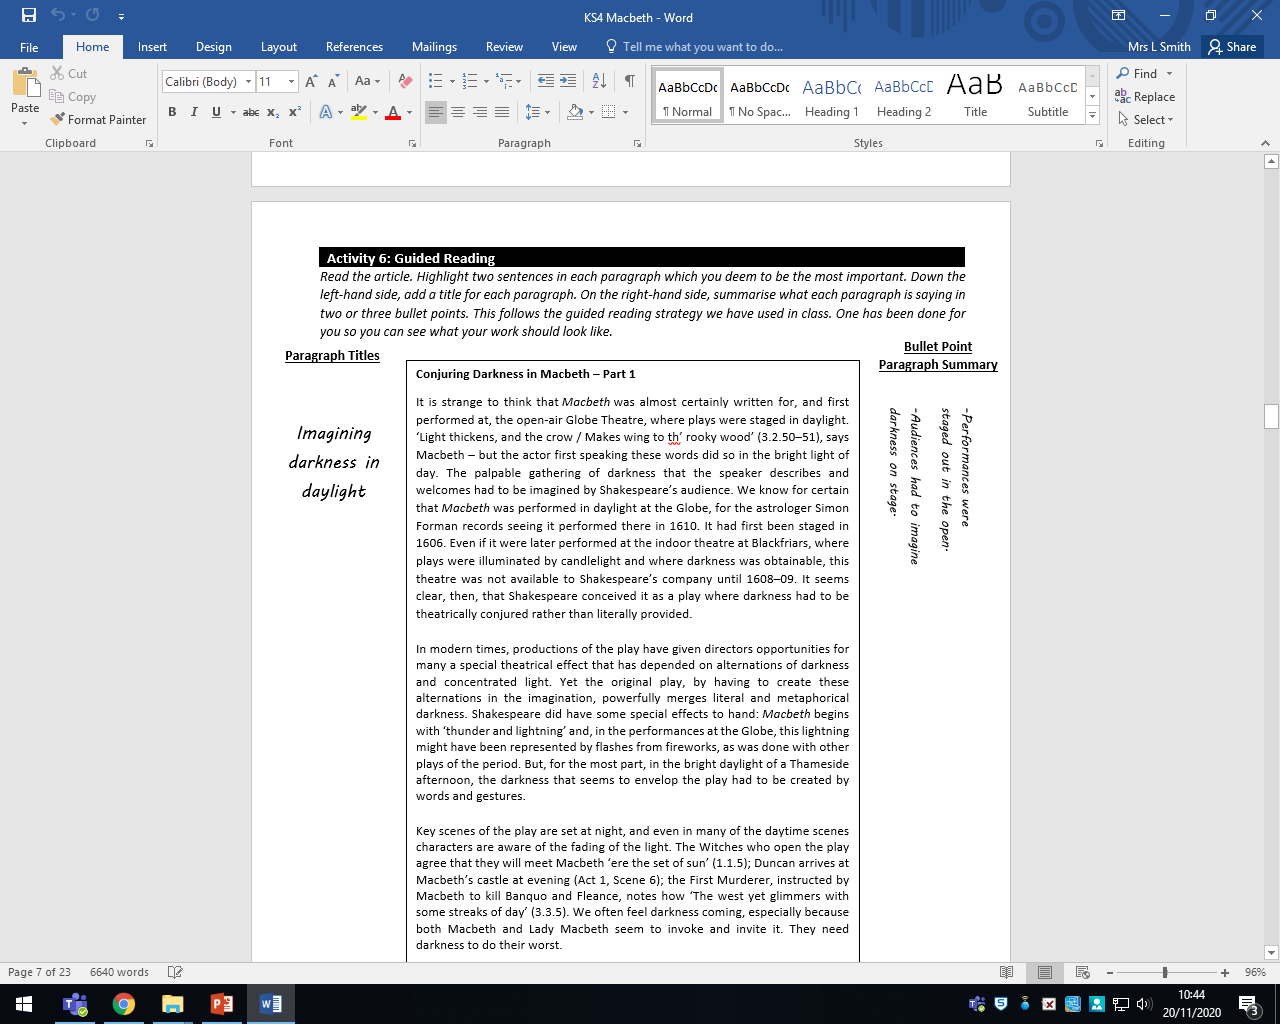 KS4 Macbeth - Word
File Home Insert Design Layout References Mailings Review View Tell me what you want to do... Mrs L Smith Share
Paste
Cut
Copy
Format Painter
Clipboard
Calibri (Body) 11
Font
Paragraph
AaBbCcDc AaBbCcDc AaBbCc AaBbCcD AaB AaBbCcD
¶ Normal ¶ No Spac... Heading 1 Heading 2 Title Subtitle
Styles
Find
Replace
Select
Editing
Activity 6: Guided Reading
Read the article. Highlight two sentences in each paragraph which you deem to be the most important. Down the
left-hand side, add a title for each paragraph. On the right-hand side, summarise what each paragraph is saying in
two or three bullet points. This follows the guided reading strategy we have used in class. One has been done for
you so you can see what your work should look like.
Paragraph Titles
Bullet Point
Paragraph Summary
Imagining
darkness in
daylight
Conjuring Darkness in Macbeth – Part 1
It is strange to think that Macbeth was almost certainly written for, and first
performed at, the open-air Globe Theatre, where plays were staged in daylight.
‘Light thickens, and the crow / Makes wing to th’ rooky wood’ (3.2.50–51), says
Macbeth – but the actor first speaking these words did so in the bright light of
day. The palpable gathering of darkness that the speaker describes and
welcomes had to be imagined by Shakespeare’s audience. We know for certain
that Macbeth was performed in daylight at the Globe, for the astrologer Simon
Forman records seeing it performed there in 1610. It had first been staged in
1606. Even if it were later performed at the indoor theatre at Blackfriars, where
plays were illuminated by candlelight and where darkness was obtainable, this
theatre was not available to Shakespeare’s company until 1608–09. It seems
clear, then, that Shakespeare conceived it as a play where darkness had to be
theatrically conjured rather than literally provided.
In modern times, productions of the play have given directors opportunities for
many a special theatrical effect that has depended on alternations of darkness
and concentrated light. Yet the original play, by having to create these
alternations in the imagination, powerfully merges literal and metaphorical
darkness. Shakespeare did have some special effects to hand: Macbeth begins
with ‘thunder and lightning’ and, in the performances at the Globe, this lightning
might have been represented by flashes from fireworks, as was done with other
plays of the period. But, for the most part, in the bright daylight of a Thameside
afternoon, the darkness that seems to envelop the play had to be created by
words and gestures.
Key scenes of the play are set at night, and even in many of the daytime scenes
characters are aware of the fading of the light. The Witches who open the play
agree that they will meet Macbeth ‘ere the set of sun’ (1.1.5); Duncan arrives at
Macbeth’s castle at evening (Act 1, Scene 6); the First Murderer, instructed by
Macbeth to kill Banquo and Fleance, notes how ‘The west yet glimmers with
some streaks of day’ (3.3.5). We often feel darkness coming, especially because
both Macbeth and Lady Macbeth seem to invoke and invite it. They need
darkness to do their worst.
-Performances were
staged out in the open.
-Audiences had to imagine
darkness on stage.
Page 7 of 23 6640 words
96%
10:44
20/11/2020
3